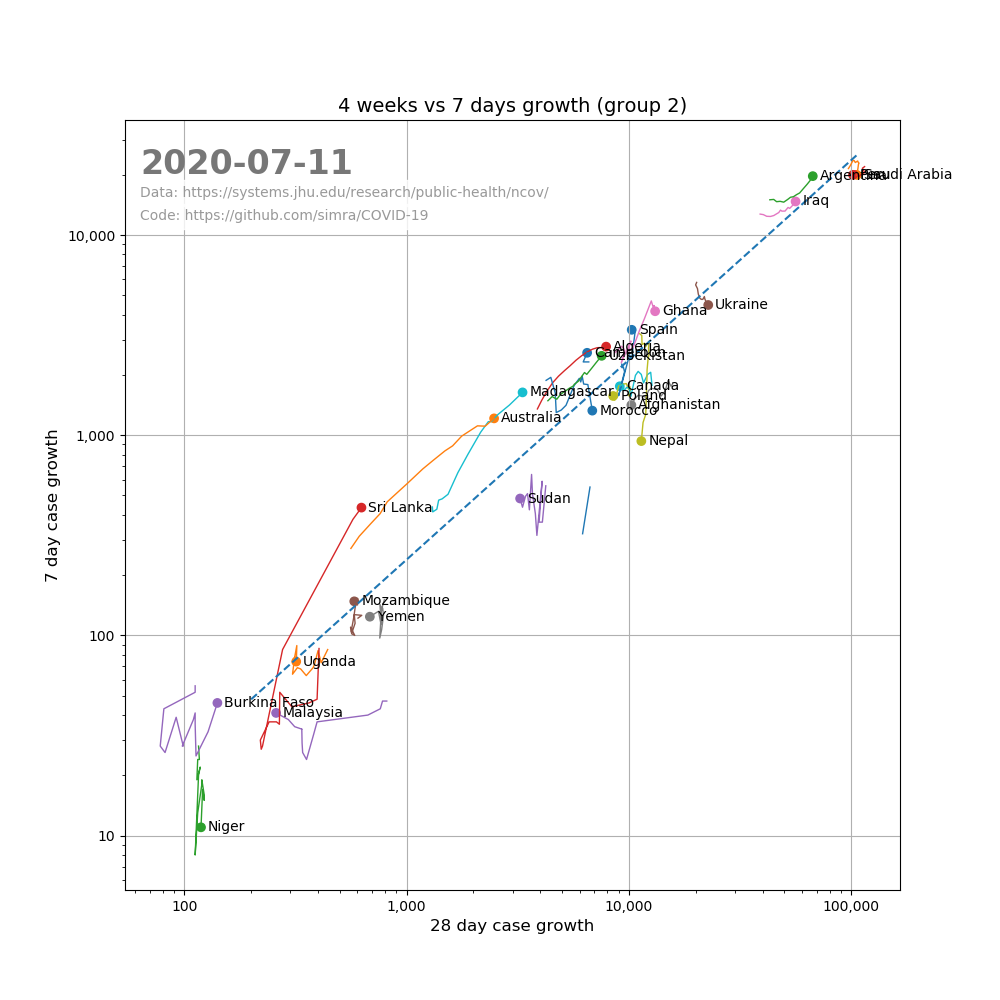 4 weeks vs 7 days growth (group 2)
2020-07-11
Data: https://systems.jhu.edu/research/public-health/ncov/
Code: https://github.com/simra/COVID-19
Argentina
Saudi Arabia
Iraq
10,000
Ukraine
Ghana
Spain
Algeria
Cameroon
Uzbekistan
Canada
Madagascar
Poland
Afghanistan
Morocco
Australia
1,000
Nepal
Sudan
Sri Lanka
Mozambique
Yemen
100
Uganda
Burkina Faso
Malaysia
Niger
10
7 day case growth
100
1,000
10,000
100,000
28 day case growth